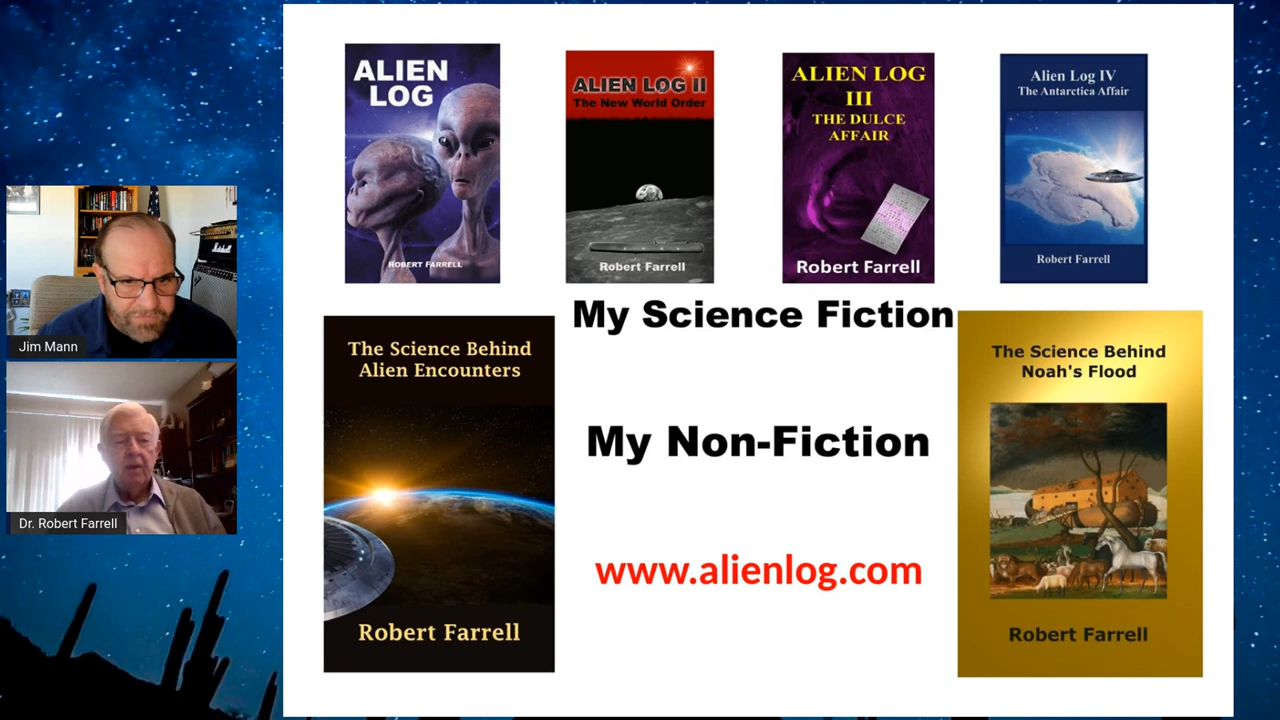 ALIEN
LOG
ROBERT FARRELL
ALIEN LOG II
The New World Order
Robert Farrell
ALIEN LOG
III
THE DULCE
AFFAIR
Robert Farrell
Alien Log IV
The Antarctica Affair
Robert Farrell
My Science Fiction
The Science Behind
Alien Encounters
Robert Farrell
My Non-Fiction
www.alienlog.com
The Science Behind
Noah's Flood
Robert Farrell
Marshall
Jim Mann
Dr. Robert Farrell